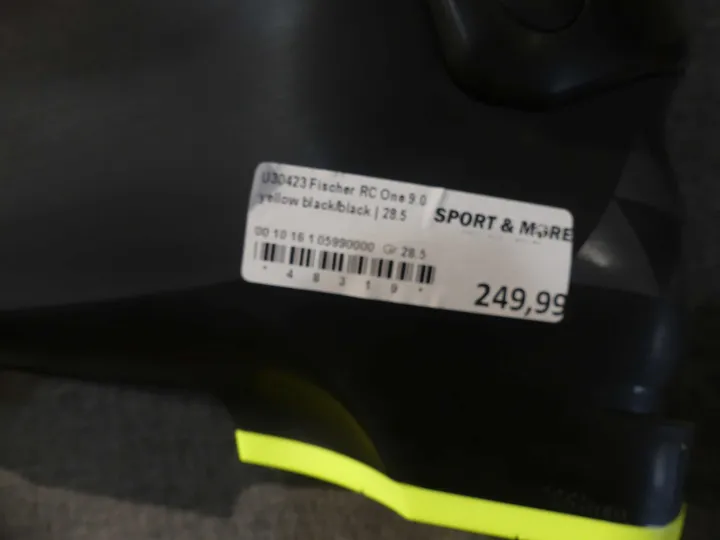 U30423 Fischer RC One 9.0
yellow black/black | 28.5
SPORT & MORE
00 10 16 1 05990000 Gr 28.5
* 4 8 3 1 9 *
249,99